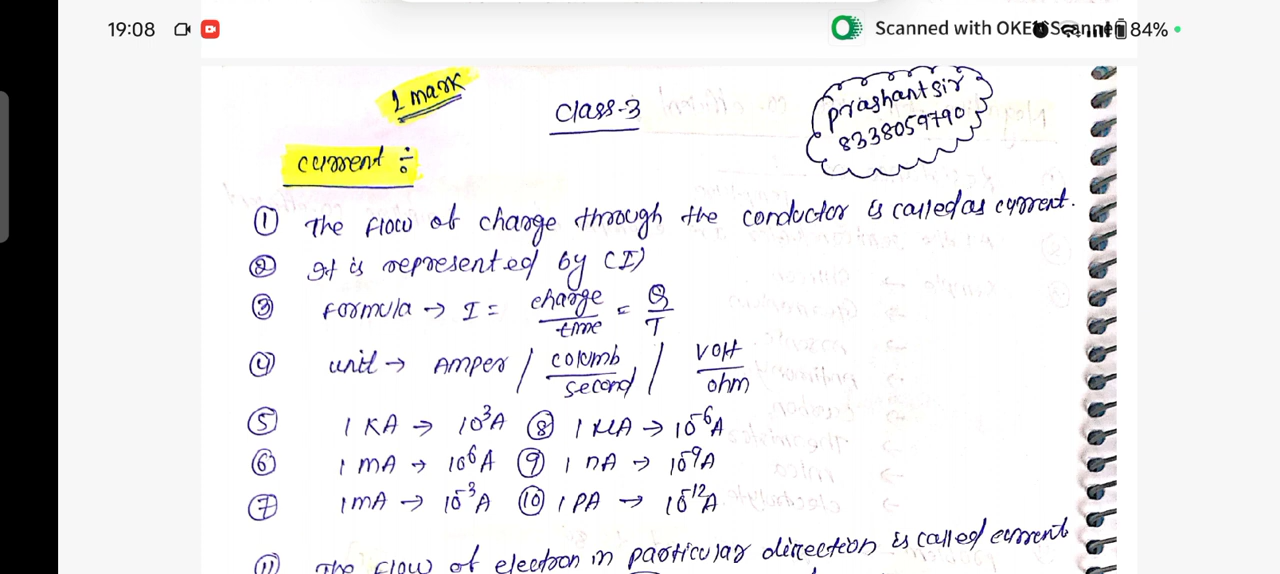 19:08 Scanned with OKEN Scanner 84%
1 mark
Class-3
prashant sir
8338059790
current ÷
① The flow of charge through the conductor is called as current.
② It is represented by (I)
③ formula → I = charge/time = Q/T
④ unit → Amper / colomb/second / volt/ohm
⑤ 1 KA → 10³A ⑧ 1 μA → 10⁻⁶A
⑥ 1 mA → 10⁶A ⑨ 1 nA → 10⁻⁹A
⑦ 1mA → 10⁻³A ⑩ 1 PA → 10⁻¹²A
⑪ The flow of electron in particular direction is called current